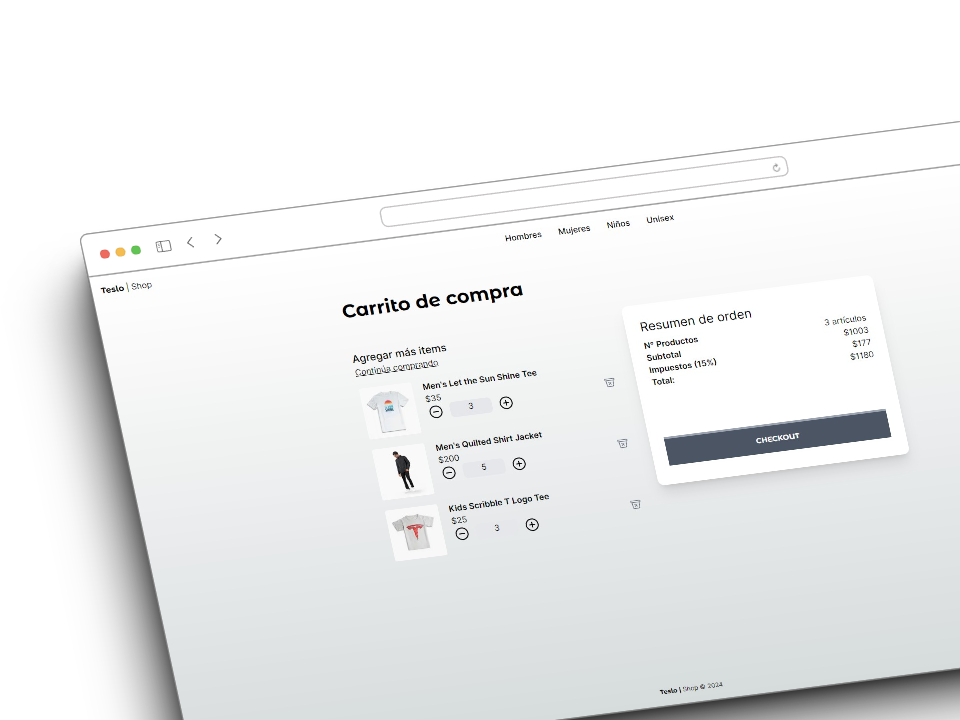 Hombres Mujeres Niños Unisex
Teslo | Shop
Carrito de compra
Agregar más items
Continúa comprando
Men's Let the Sun Shine Tee
$35
3
Men's Quilted Shirt Jacket
$200
5
Kids Scribble T Logo Tee
$25
3
Resumen de orden
Nº Productos 3 artículos
Subtotal $1003
Impuestos (15%) $177
Total: $1180
CHECKOUT
Teslo | Shop © 2024